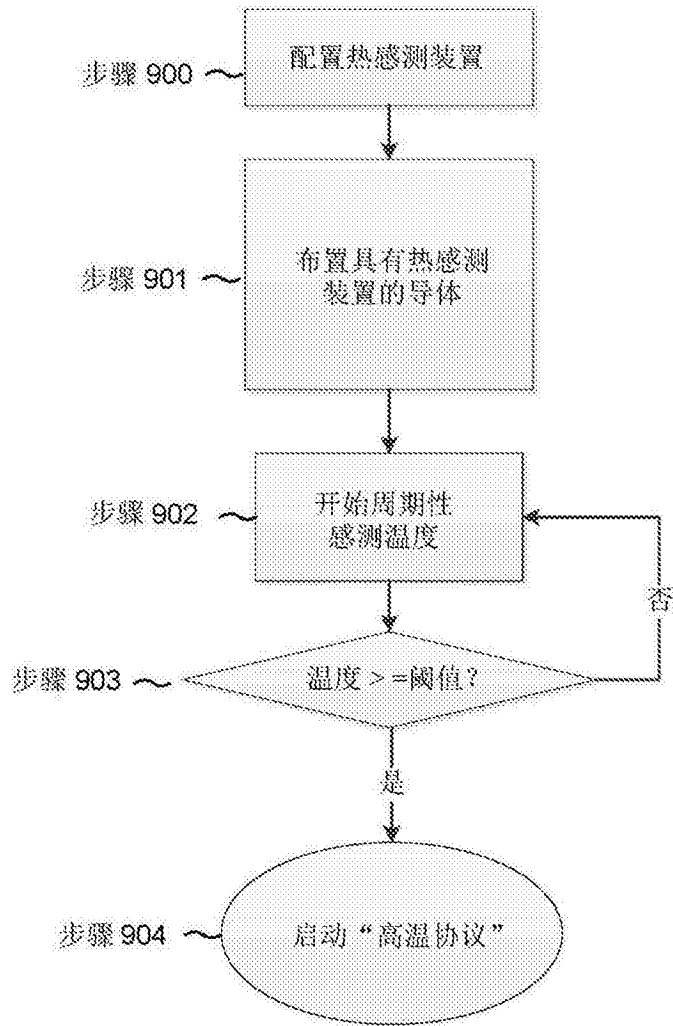 步骤 900
配置热感测装置
步骤 901
布置具有热感测
装置的导体
步骤 902
开始周期性
感测温度
否
步骤 903
温度 > =阈值?
是
步骤 904
启动“高温协议”